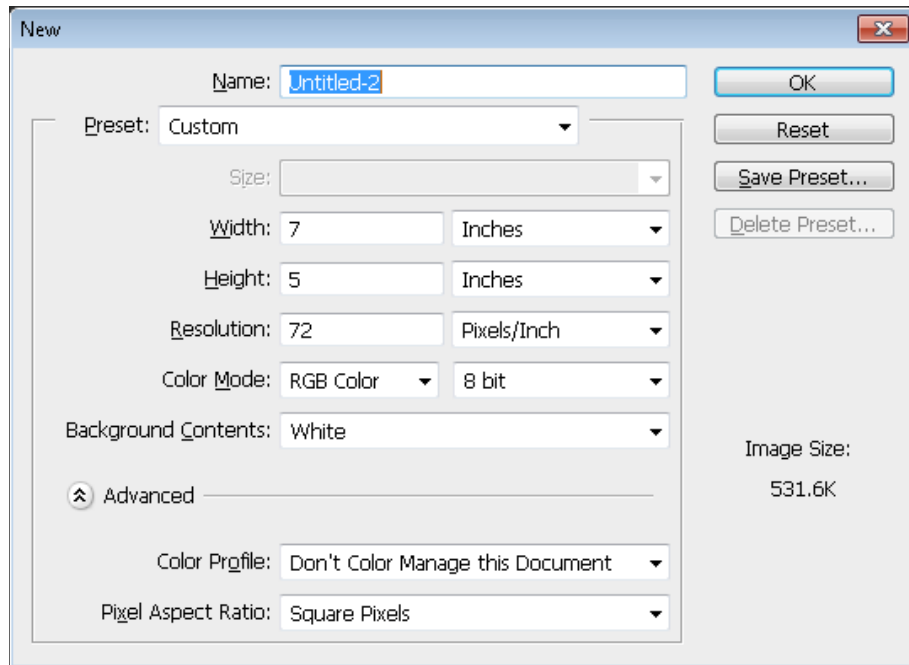 New
Name: Untitled-2
OK
Preset: Custom
Reset
Size:
Save Preset...
Width: 7 Inches
Delete Preset...
Height: 5 Inches
Resolution: 72 Pixels/Inch
Color Mode: RGB Color 8 bit
Background Contents: White
Image Size:
531.6K
Advanced
Color Profile: Don't Color Manage this Document
Pixel Aspect Ratio: Square Pixels